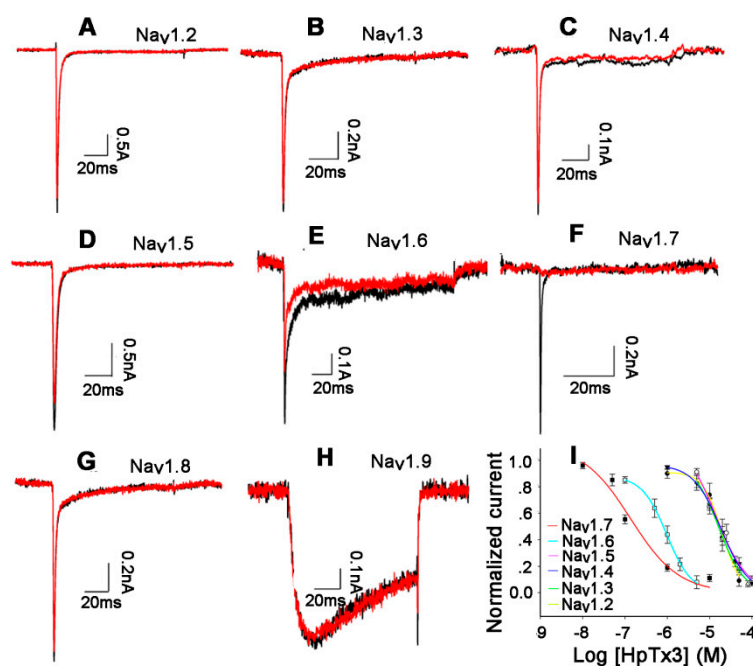 A Nav1.2
0.5A
20ms
B Nav1.3
0.2nA
20ms
C Nav1.4
0.1nA
20ms
D Nav1.5
0.5nA
20ms
E Nav1.6
0.1A
20ms
F Nav1.7
0.2nA
20ms
G Nav1.8
0.2nA
20ms
H Nav1.9
0.1nA
20ms
I
Normalized current
1.0
0.8
.6
.4
.2
0.0
Nav1.7
Nav1.6
Nav1.5
Nav1.4
Nav1.3
Nav1.2
-9 -8 -7 -6 -5 -4
Log [HpTx3] (M)